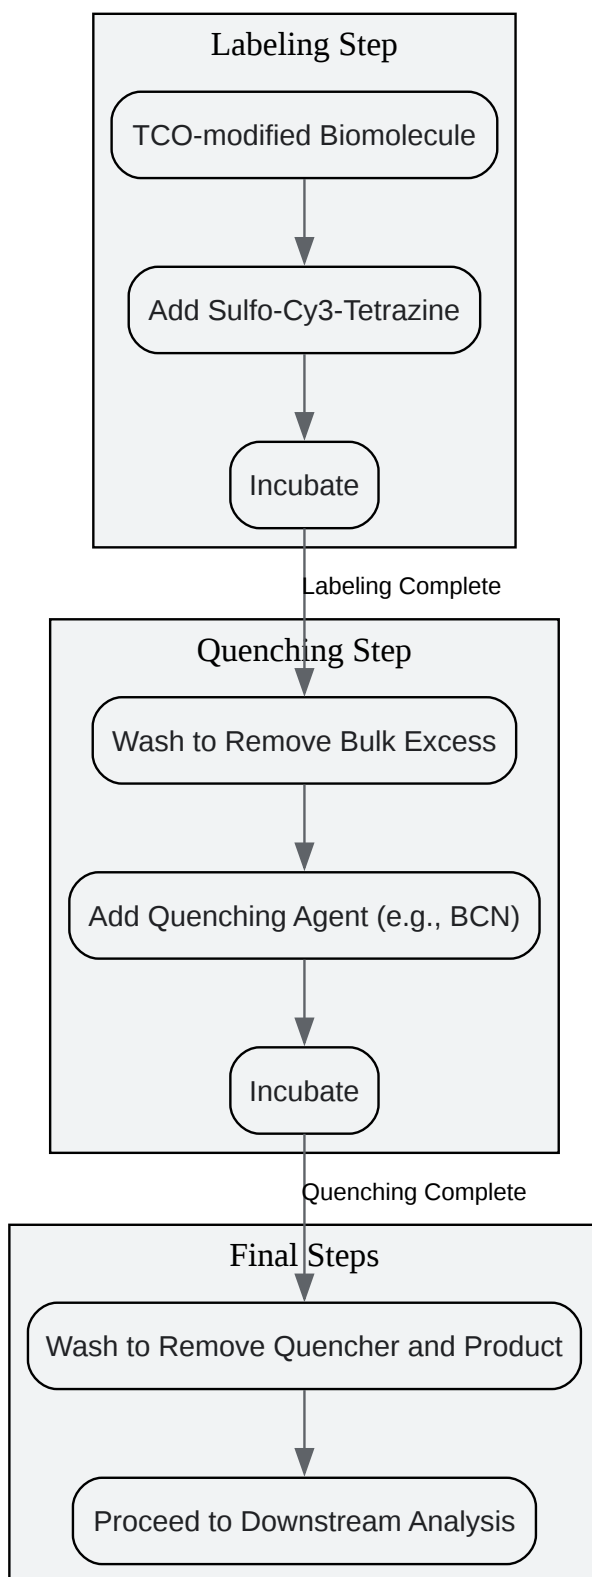 Labeling Step
TCO-modified Biomolecule
Add Sulfo-Cy3-Tetrazine
Incubate
Labeling Complete
Quenching Step
Wash to Remove Bulk Excess
Add Quenching Agent (e.g., BCN)
Incubate
Quenching Complete
Final Steps
Wash to Remove Quencher and Product
Proceed to Downstream Analysis